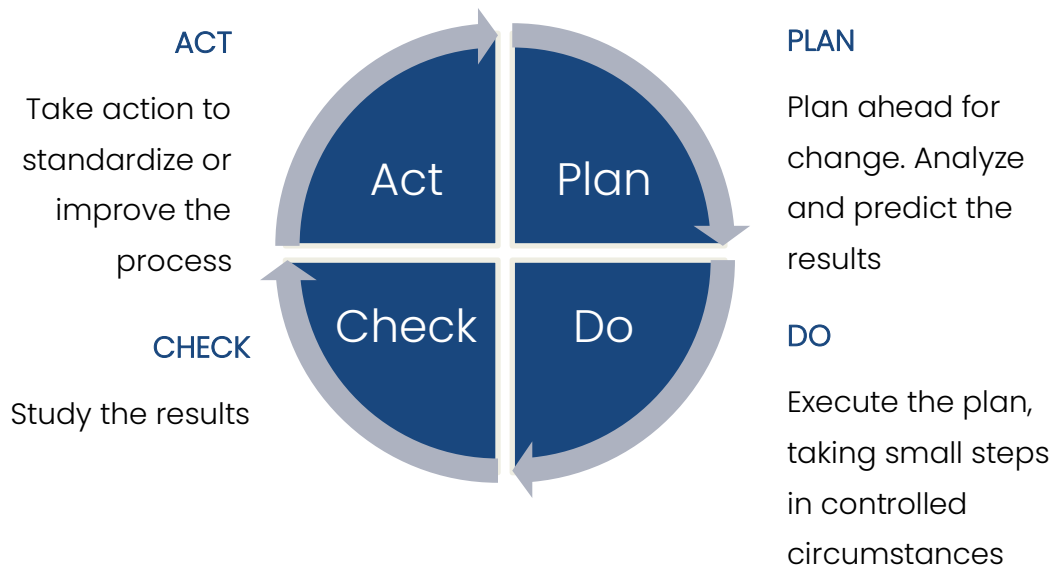 ACT
Take action to
standardize or
improve the
process
CHECK
Study the results
Act
Plan
Check
Do
PLAN
Plan ahead for
change. Analyze
and predict the
results
DO
Execute the plan,
taking small steps
in controlled
circumstances